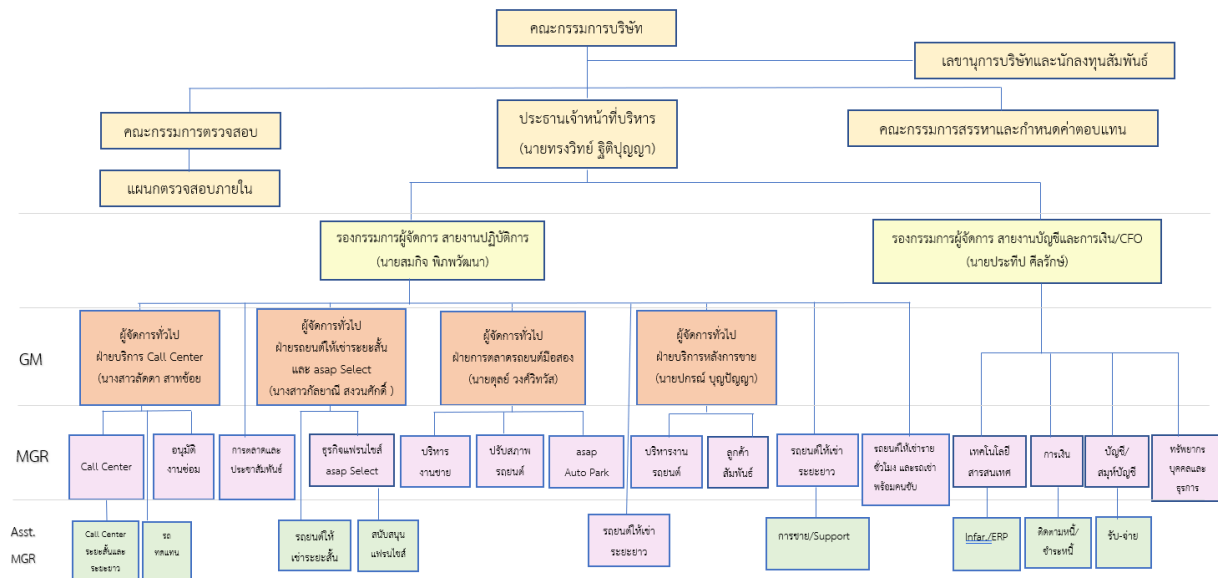 คณะกรรมการบริษัท
เลขานุการบริษัทและนักลงทุนสัมพันธ์
คณะกรรมการตรวจสอบ
ประธานเจ้าหน้าที่บริหาร
(นายทรงวิทย์ ฐิติปุญญา)
คณะกรรมการสรรหาและกำหนดค่าตอบแทน
แผนกตรวจสอบภายใน
รองกรรมการผู้จัดการ สายงานปฏิบัติการ
(นายสมกิจ พิภพวัฒนา)
รองกรรมการผู้จัดการ สายงานบัญชีและการเงิน/CFO
(นายประทีป ศีลรักษ์)
GM
ผู้จัดการทั่วไป
ฝ่ายบริการ Call Center
(นางสาวลัดดา สาทช้อย)
ผู้จัดการทั่วไป
ฝ่ายรถยนต์ให้เช่าระยะสั้น
และ asap Select
(นางสาวกัลยาณี สงวนศักดิ์ )
ผู้จัดการทั่วไป
ฝ่ายการตลาดรถยนต์มือสอง
(นายตุลย์ วงศ์วิทวัส)
ผู้จัดการทั่วไป
ฝ่ายบริการหลังการขาย
(นายปกรณ์ บุญปัญญา)
MGR
Call Center
อนุมัติ
งานซ่อม
การตลาดและ
ประชาสัมพันธ์
ธุรกิจแฟรนไชส์
asap Select
บริหาร
งานขาย
ปรับสภาพ
รถยนต์
asap
Auto Park
บริหารงาน
รถยนต์
ลูกค้า
สัมพันธ์
รถยนต์ให้เช่า
ระยะยาว
รถยนต์ให้เช่าราย
ชั่วโมง และรถเช่า
พร้อมคนขับ
เทคโนโลยี
สารสนเทศ
การเงิน
บัญชี/
สมุห์บัญชี
ทรัพยากร
บุคคลและ
ธุรการ
Asst.
MGR
Call Center
ระยะสั้นและ
ระยะยาว
รถ
ทดแทน
รถยนต์ให้
เช่าระยะสั้น
สนับสนุน
แฟรนไชส์
รถยนต์ให้เช่า
ระยะยาว
การขาย/Support
Infar./ERP
ติดตามหนี้/
ชำระหนี้
รับ-จ่าย